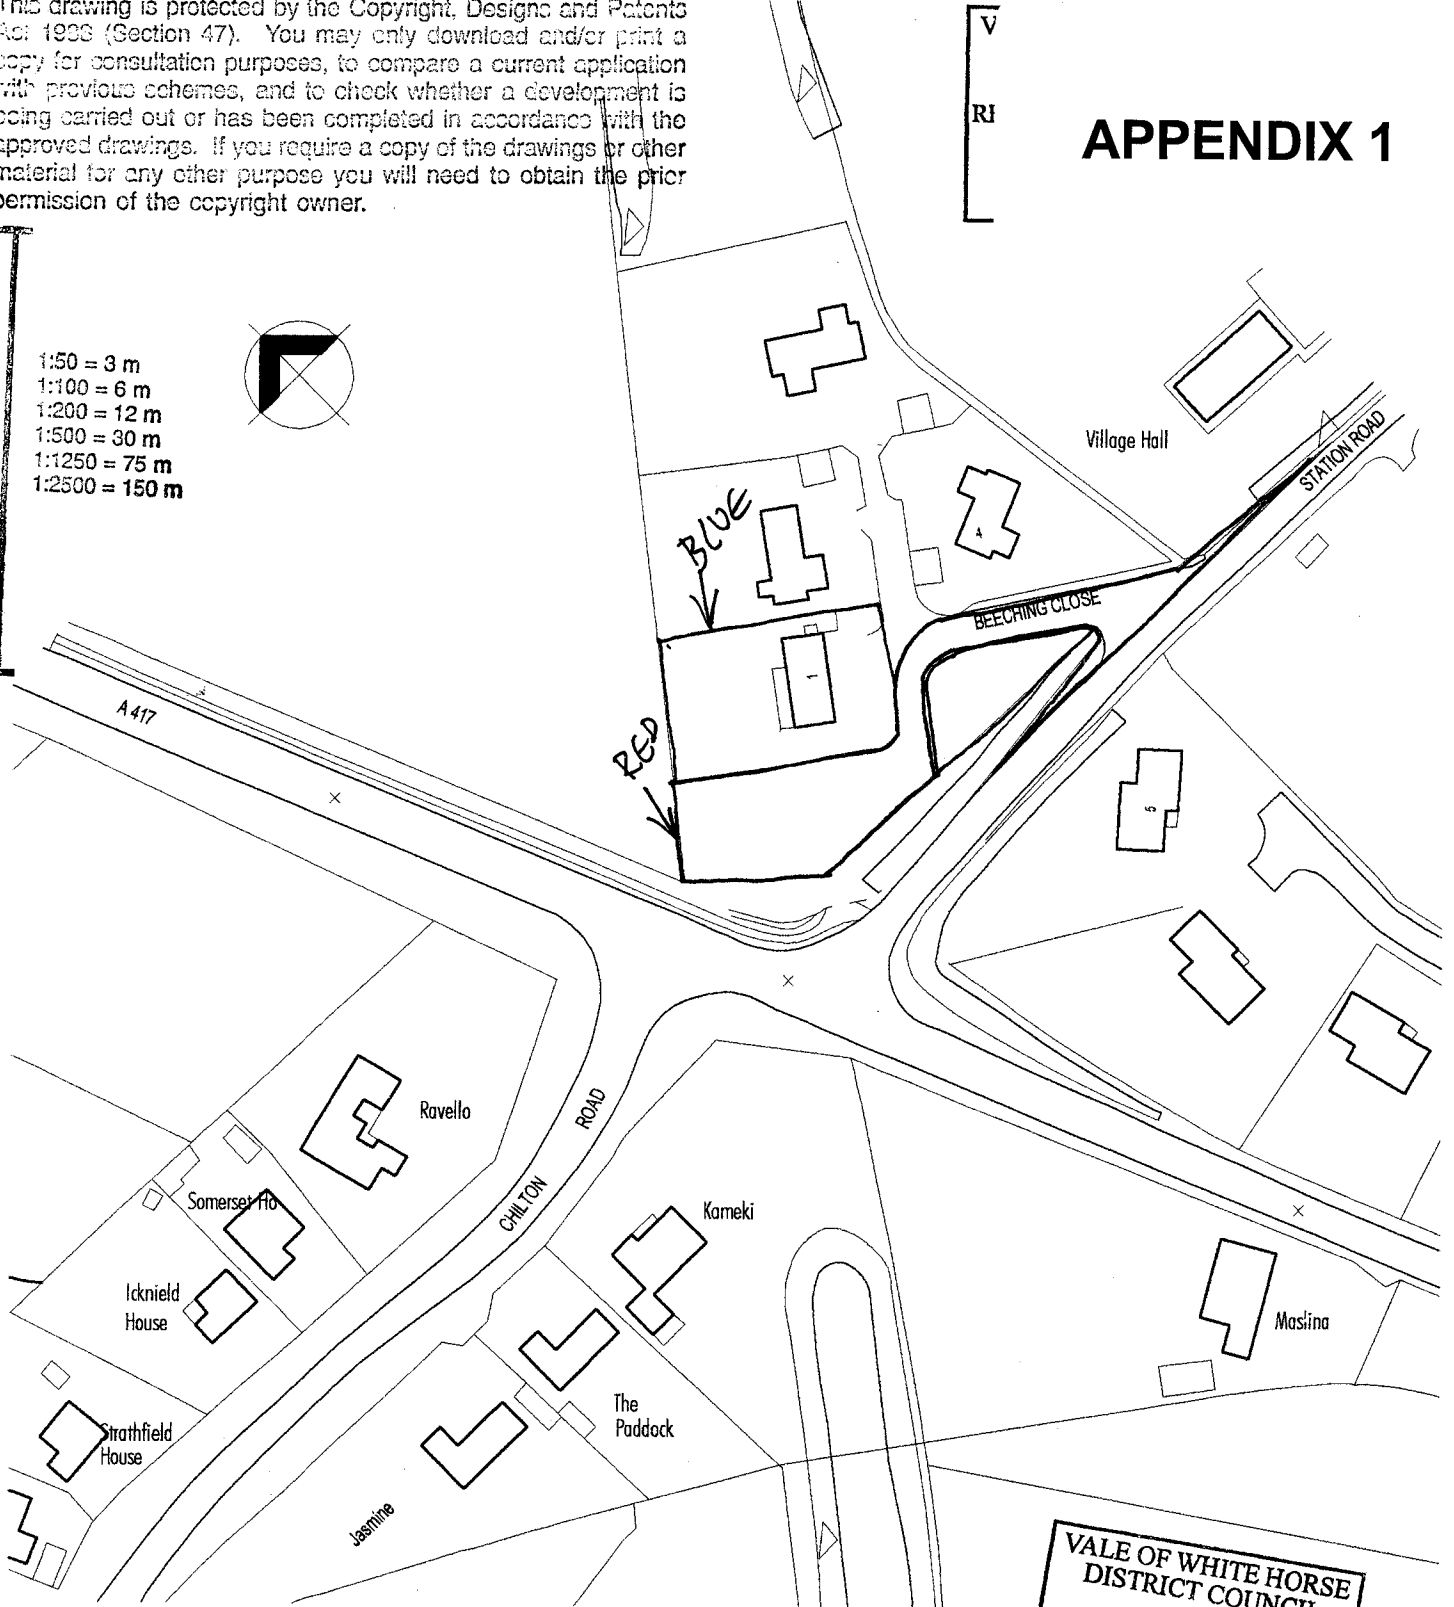 This drawing is protected by the Copyright, Designs and Patents
Act 1988 (Section 47). You may only download and/or print a
copy for consultation purposes, to compare a current application
with previous schemes, and to check whether a development is
being carried out or has been completed in accordance with the
approved drawings. If you require a copy of the drawings or other
material for any other purpose you will need to obtain the prior
permission of the copyright owner.
V
RI
APPENDIX 1
1:50 = 3 m
1:100 = 6 m
1:200 = 12 m
1:500 = 30 m
1:1250 = 75 m
1:2500 = 150 m
Village Hall
STATION ROAD
BLUE
4
BEECHING CLOSE
1
RED
A 417
5
Ravello
ROAD
CHILTON
Somerset Ho
Kameki
Icknield
House
Maslina
The
Paddock
Strathfield
House
Jasmine
VALE OF WHITE HORSE
DISTRICT COUNCIL